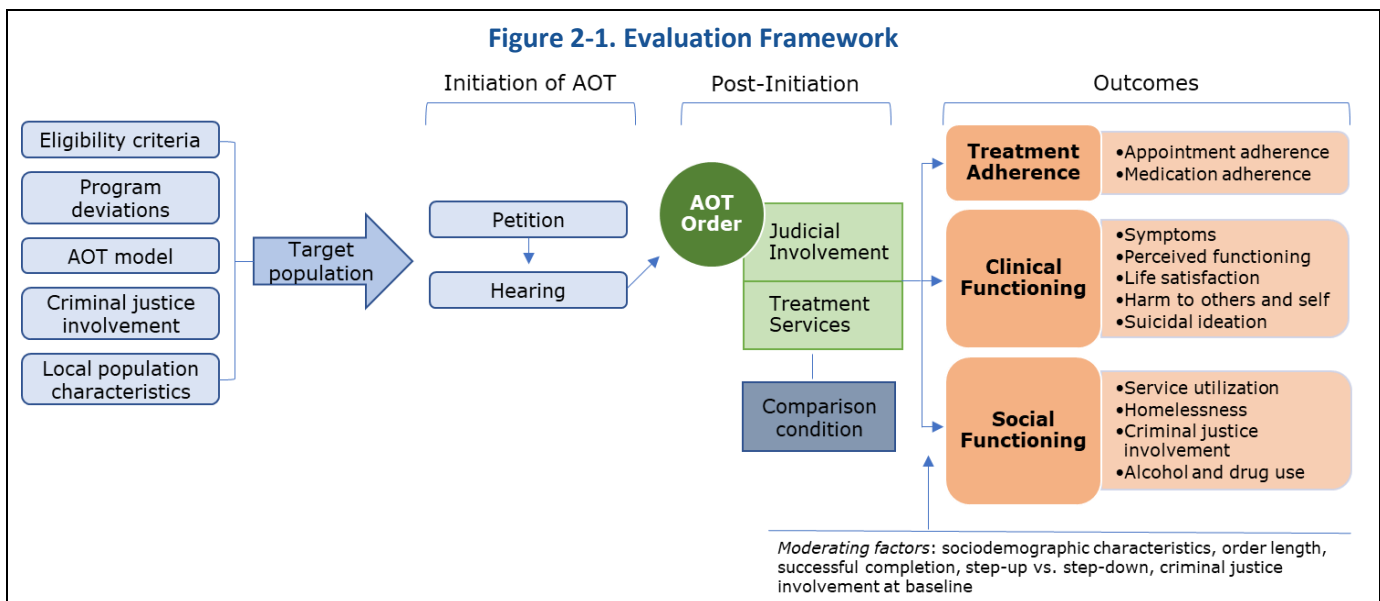 Figure 2-1. Evaluation Framework
Initiation of AOT
Post-Initiation
Outcomes
Eligibility criteria
Program
deviations
AOT model
Criminal justice
involvement
Local population
characteristics
Target
population
Petition
Hearing
AOT
Order
Judicial
Involvement
Treatment
Services
Comparison
condition
Treatment
Adherence
•Appointment adherence
•Medication adherence
Clinical
Functioning
•Symptoms
•Perceived functioning
•Life satisfaction
•Harm to others and self
•Suicidal ideation
Social
Functioning
•Service utilization
•Homelessness
•Criminal justice
involvement
•Alcohol and drug use
Moderating factors: sociodemographic characteristics, order length,
successful completion, step-up vs. step-down, criminal justice
involvement at baseline